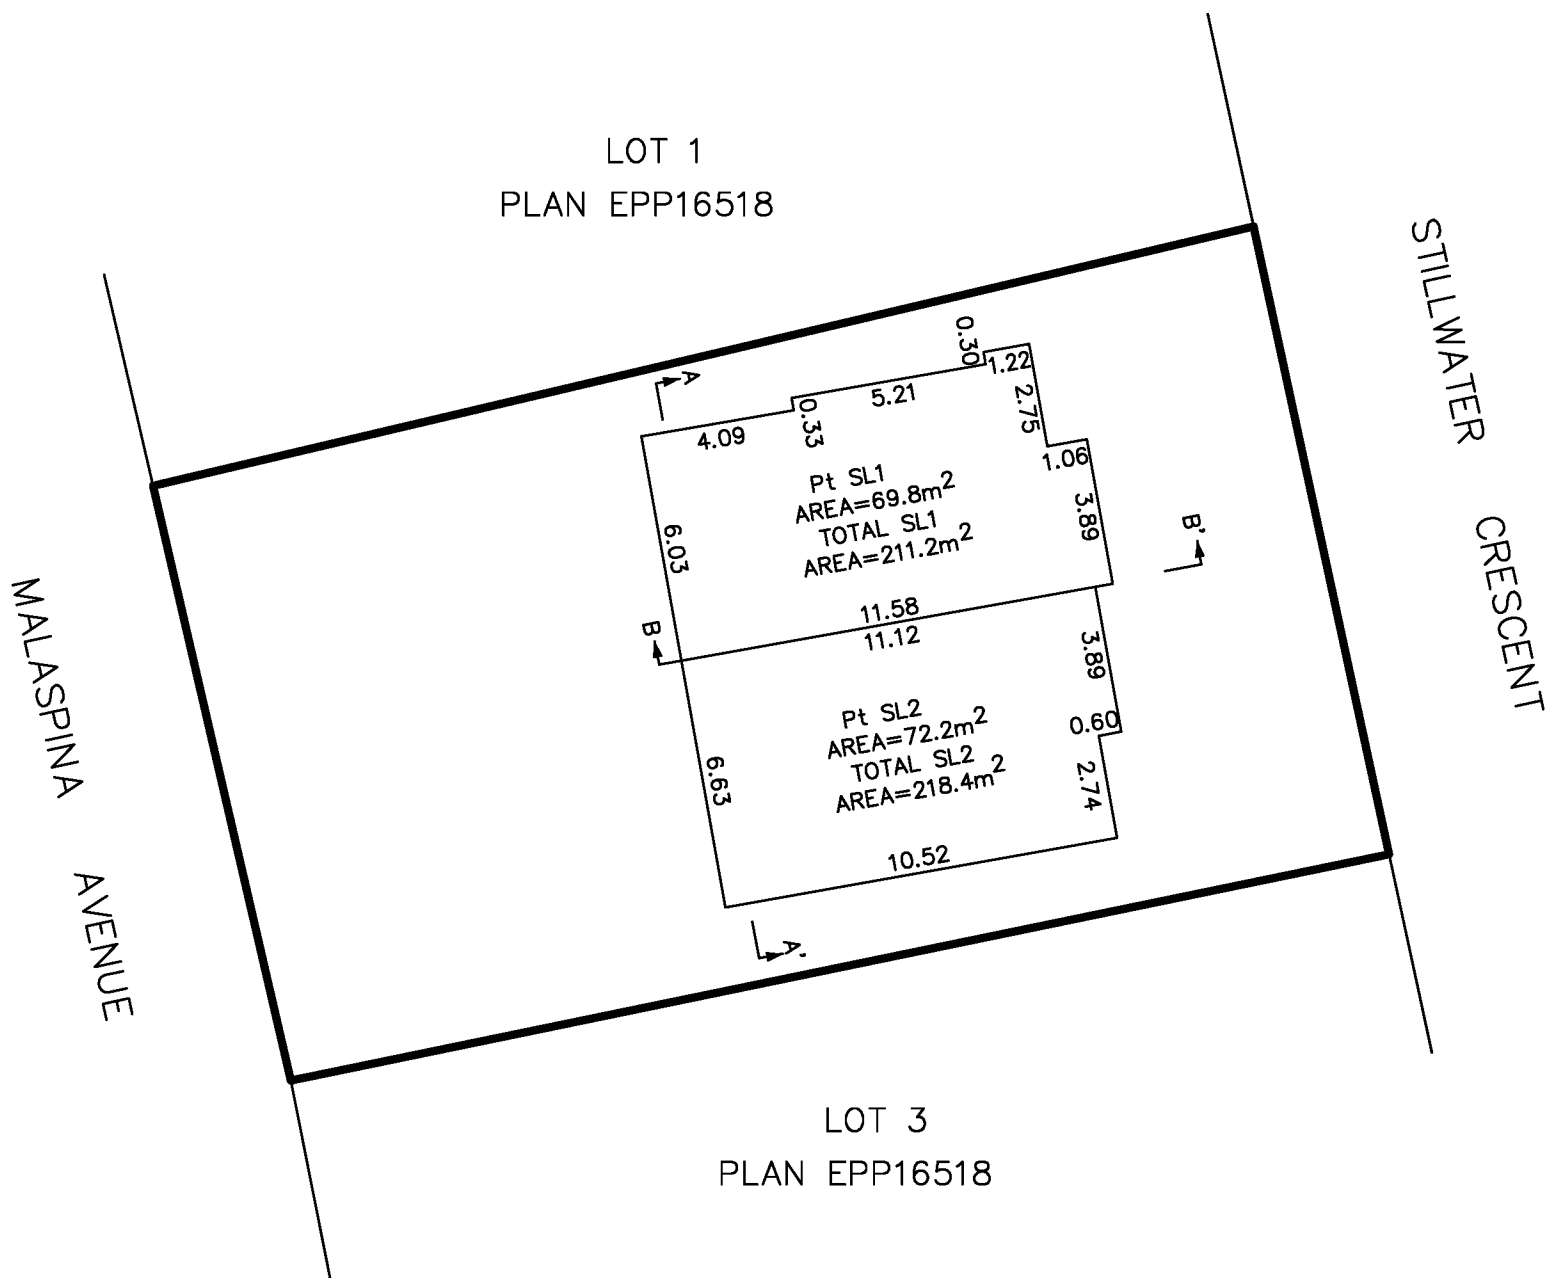 LOT 1
PLAN EPP16518
STILLWATER CRESCENT
MALASPINA AVENUE
A
0.30
1.22
5.21
2.75
4.09
0.33
1.06
Pt SL1
AREA=69.8m2
TOTAL SL1
AREA=211.2m2
3.89
B'
6.03
B
11.58
11.12
3.89
Pt SL2
AREA=72.2m2
TOTAL SL2
AREA=218.4m2
0.60
6.63
2.74
10.52
A'
LOT 3
PLAN EPP16518